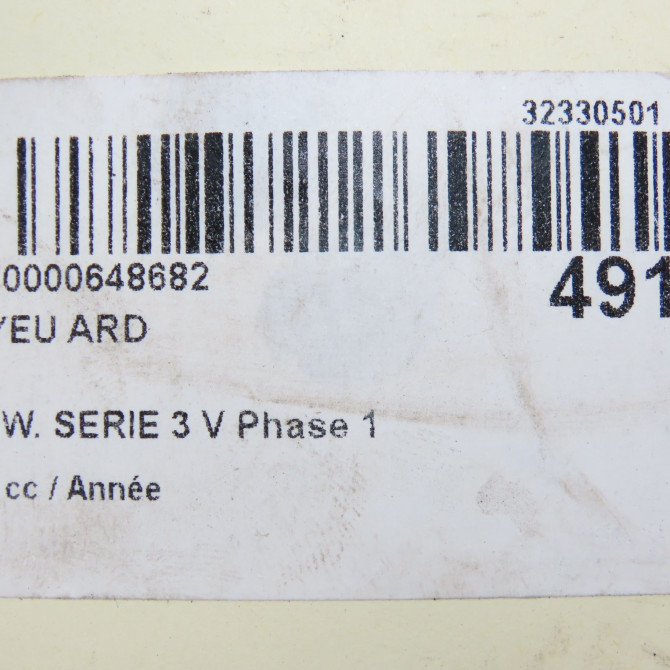 32330501
0000648682
491
YEU ARD
W. SERIE 3 V Phase 1
cc / Année